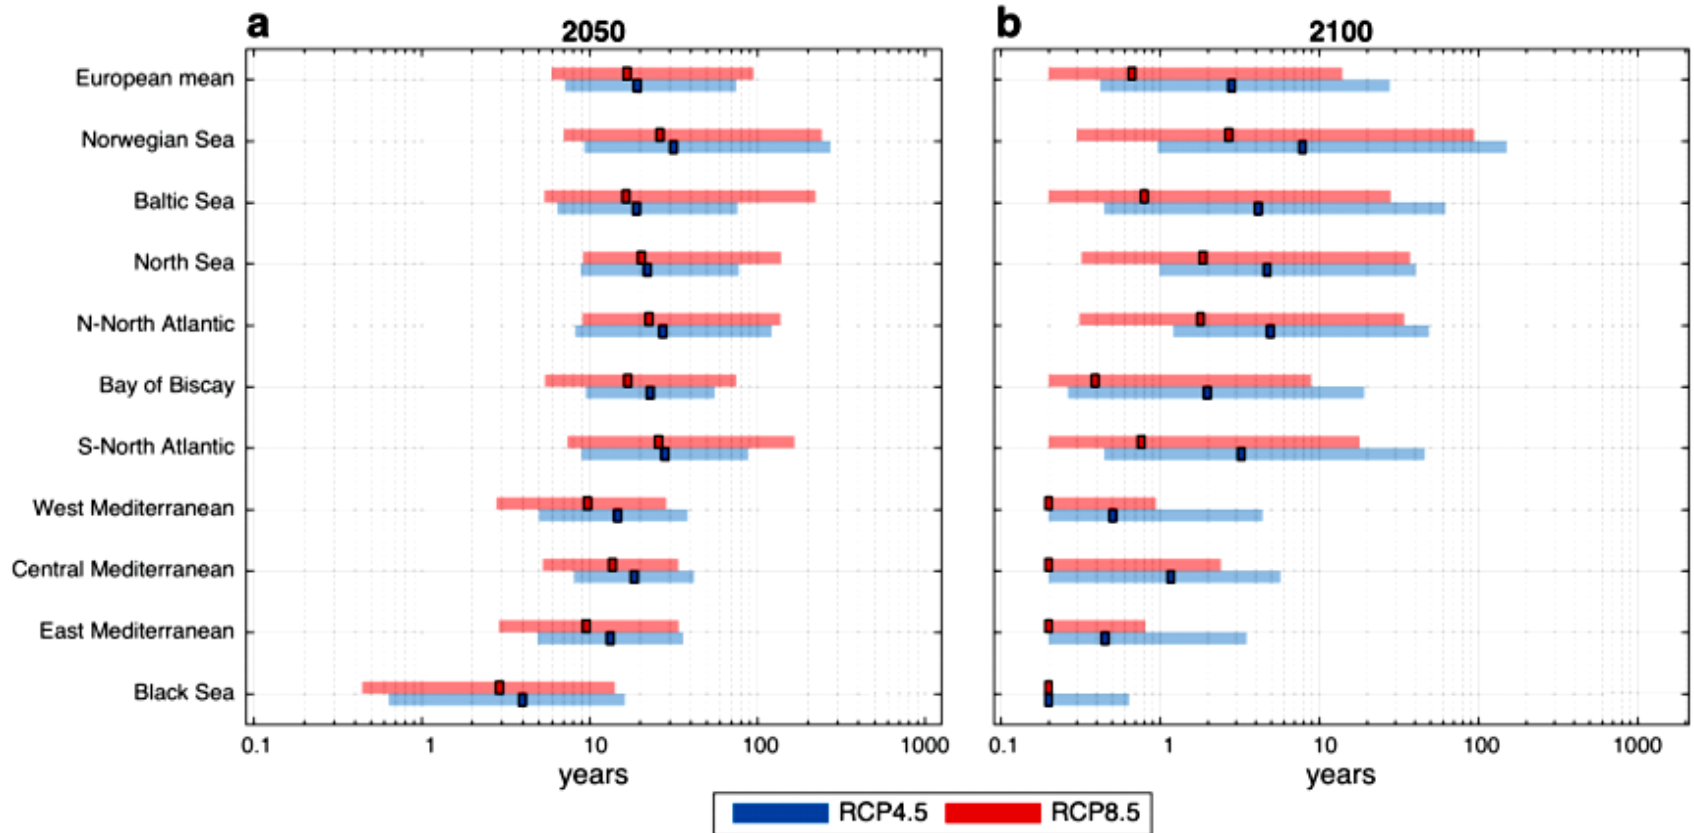 a 2050
b 2100
European mean
Norwegian Sea
Baltic Sea
North Sea
N-North Atlantic
Bay of Biscay
S-North Atlantic
West Mediterranean
Central Mediterranean
East Mediterranean
Black Sea
0.1 1 10 100 1000
years
0.1 1 10 100 1000
years
RCP4.5 RCP8.5